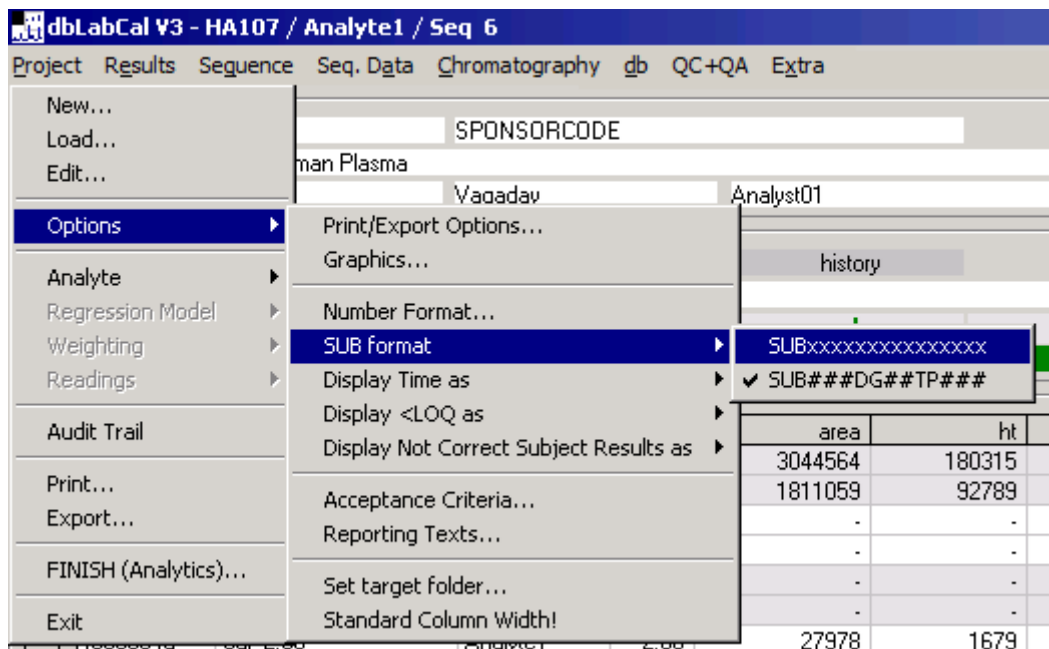 dbLabCal V3 - HA107 / Analyte1 / Seq 6
Project Results Sequence Seq. Data Chromatography db QC+QA Extra
New...
Load...
Edit...
Options
Analyte
Regression Model
Weighting
Readings
Audit Trail
Print...
Export...
FINISH (Analytics)...
Exit
SPONSORCODE
man Plasma
Vagaday Analyst01
Print/Export Options...
Graphics...
Number Format...
SUB format
Display Time as
Display <LOQ as
Display Not Correct Subject Results as
Acceptance Criteria...
Reporting Texts...
Set target folder...
Standard Column Width!
history
SUBxxxxxxxxxxxxxxx
SUB###DG##TP###
area ht
3044564 180315
1811059 92789
- -
- -
- -
- -
27978 1679